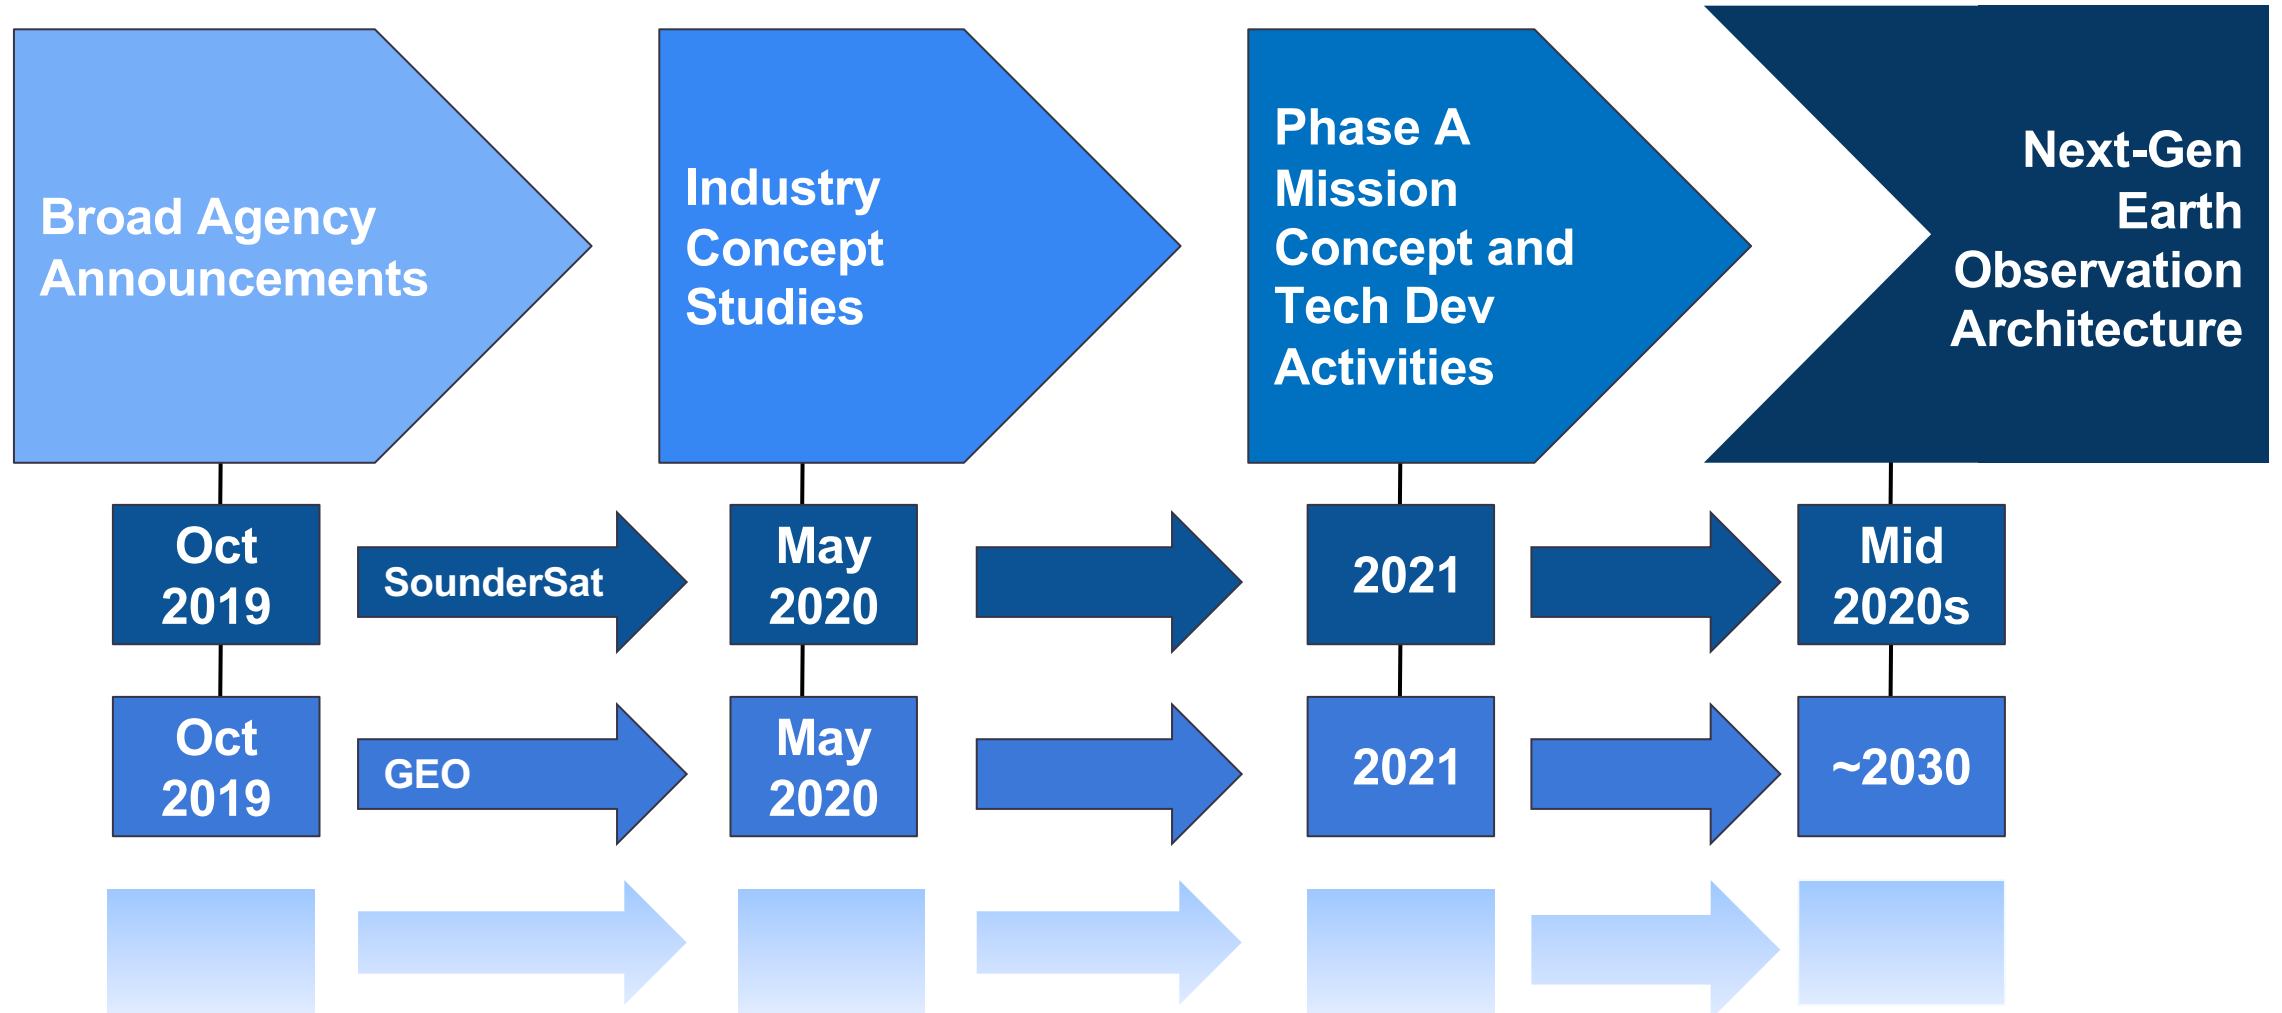 Broad Agency
Announcements
Industry
Concept
Studies
Phase A
Mission
Concept and
Tech Dev
Activities
Next-Gen
Earth
Observation
Architecture
Oct
2019
SounderSat
May
2020
2021
Mid
2020s
Oct
2019
GEO
May
2020
2021
~2030